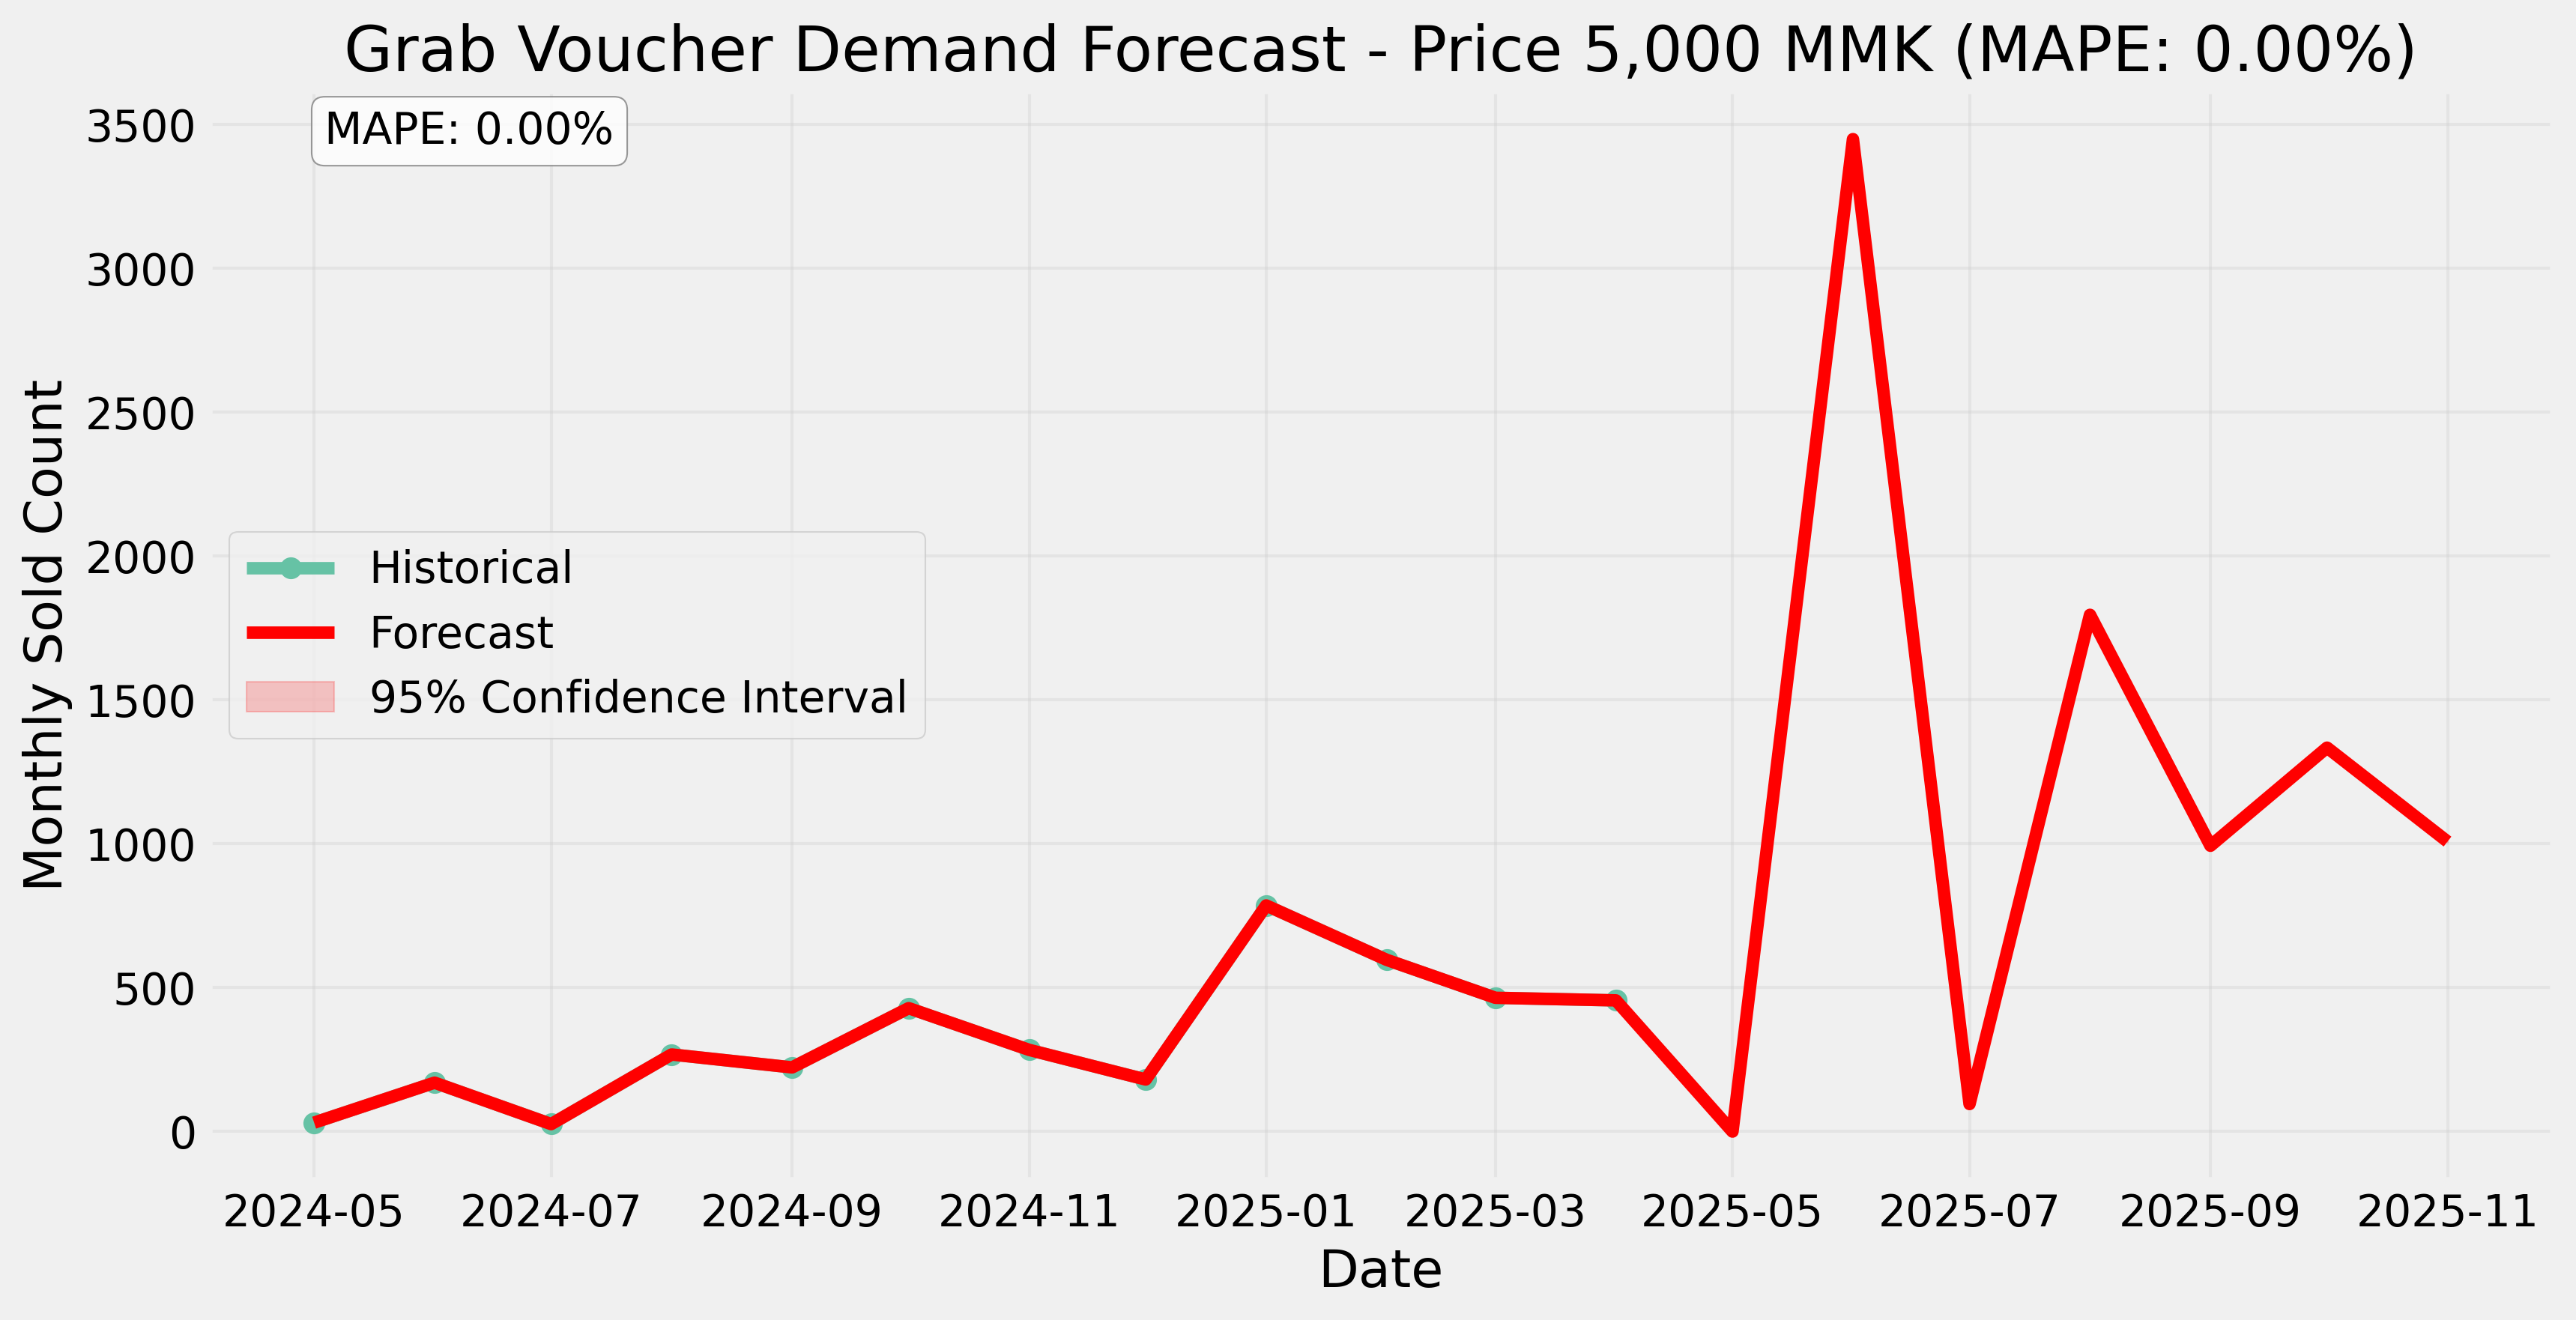 Grab Voucher Demand Forecast - Price 5,000 MMK (MAPE: 0.00%)
MAPE: 0.00%
3500
3000
2500
2000
1500
1000
500
0
Monthly Sold Count
Historical
Forecast
95% Confidence Interval
2024-05 2024-07 2024-09 2024-11 2025-01 2025-03 2025-05 2025-07 2025-09 2025-11
Date